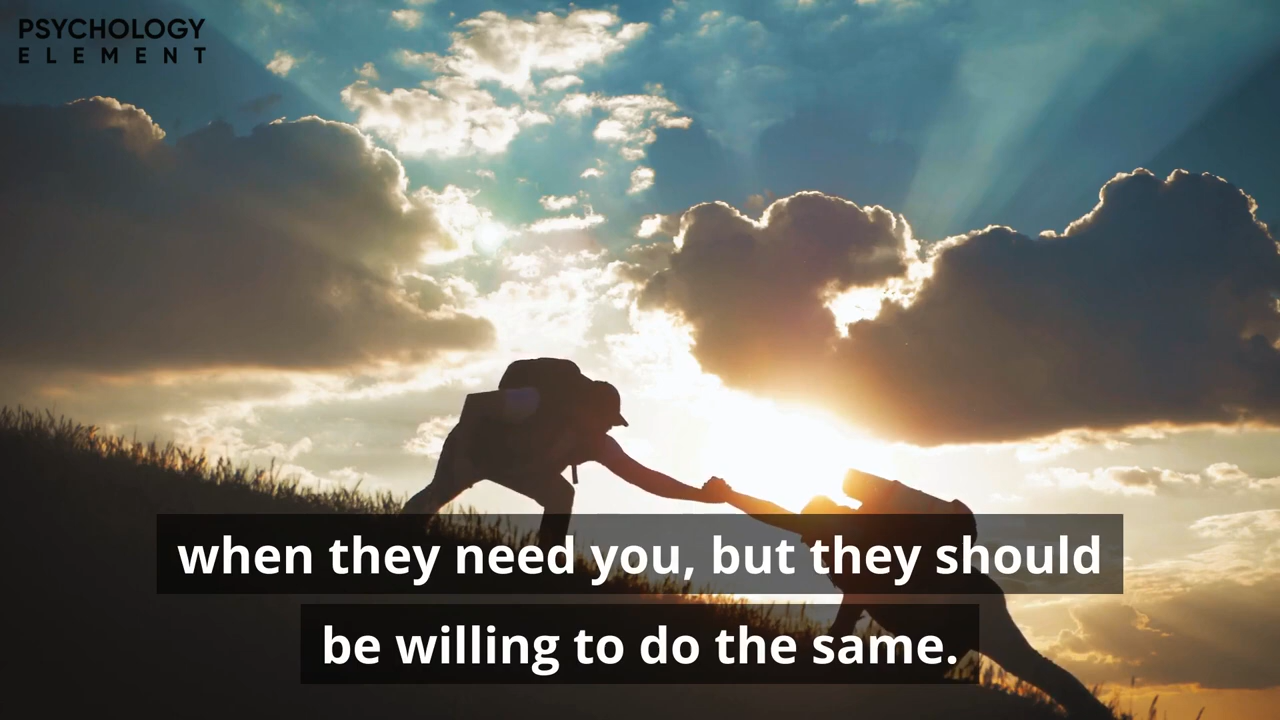 PSYCHOLOGY
ELEMENT
when they need you, but they should
be willing to do the same.